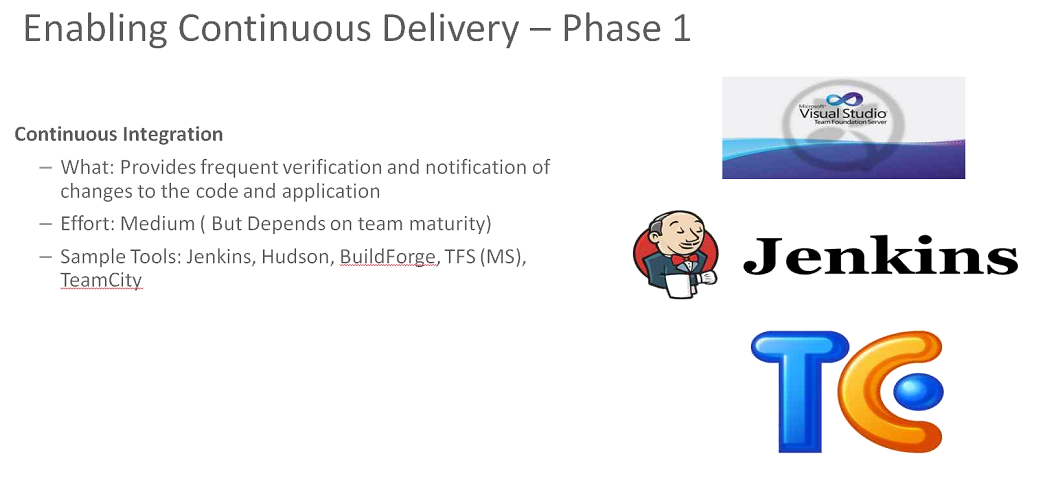 Enabling Continuous Delivery – Phase 1
Continuous Integration
– What: Provides frequent verification and notification of
changes to the code and application
– Effort: Medium ( But Depends on team maturity)
– Sample Tools: Jenkins, Hudson, BuildForge, TFS (MS),
TeamCity
Microsoft
Visual Studio
Team Foundation Server
Jenkins
TC